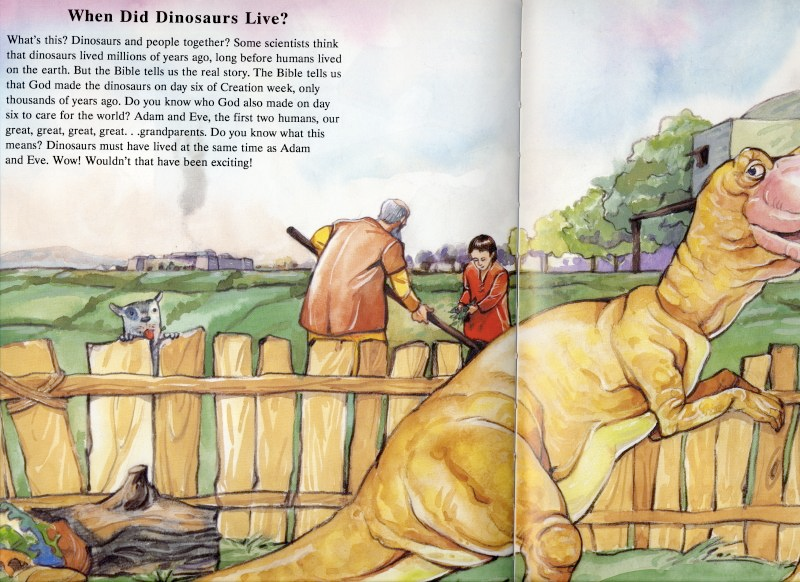 When Did Dinosaurs Live?
What's this? Dinosaurs and people together? Some scientists think
that dinosaurs lived millions of years ago, long before humans lived
on the earth. But the Bible tells us the real story. The Bible tells us
that God made the dinosaurs on day six of Creation week, only
thousands of years ago. Do you know who God also made on day
six to care for the world? Adam and Eve, the first two humans, our
great, great, great, great. . .grandparents. Do you know what this
means? Dinosaurs must have lived at the same time as Adam
and Eve. Wow! Wouldn't that have been exciting!